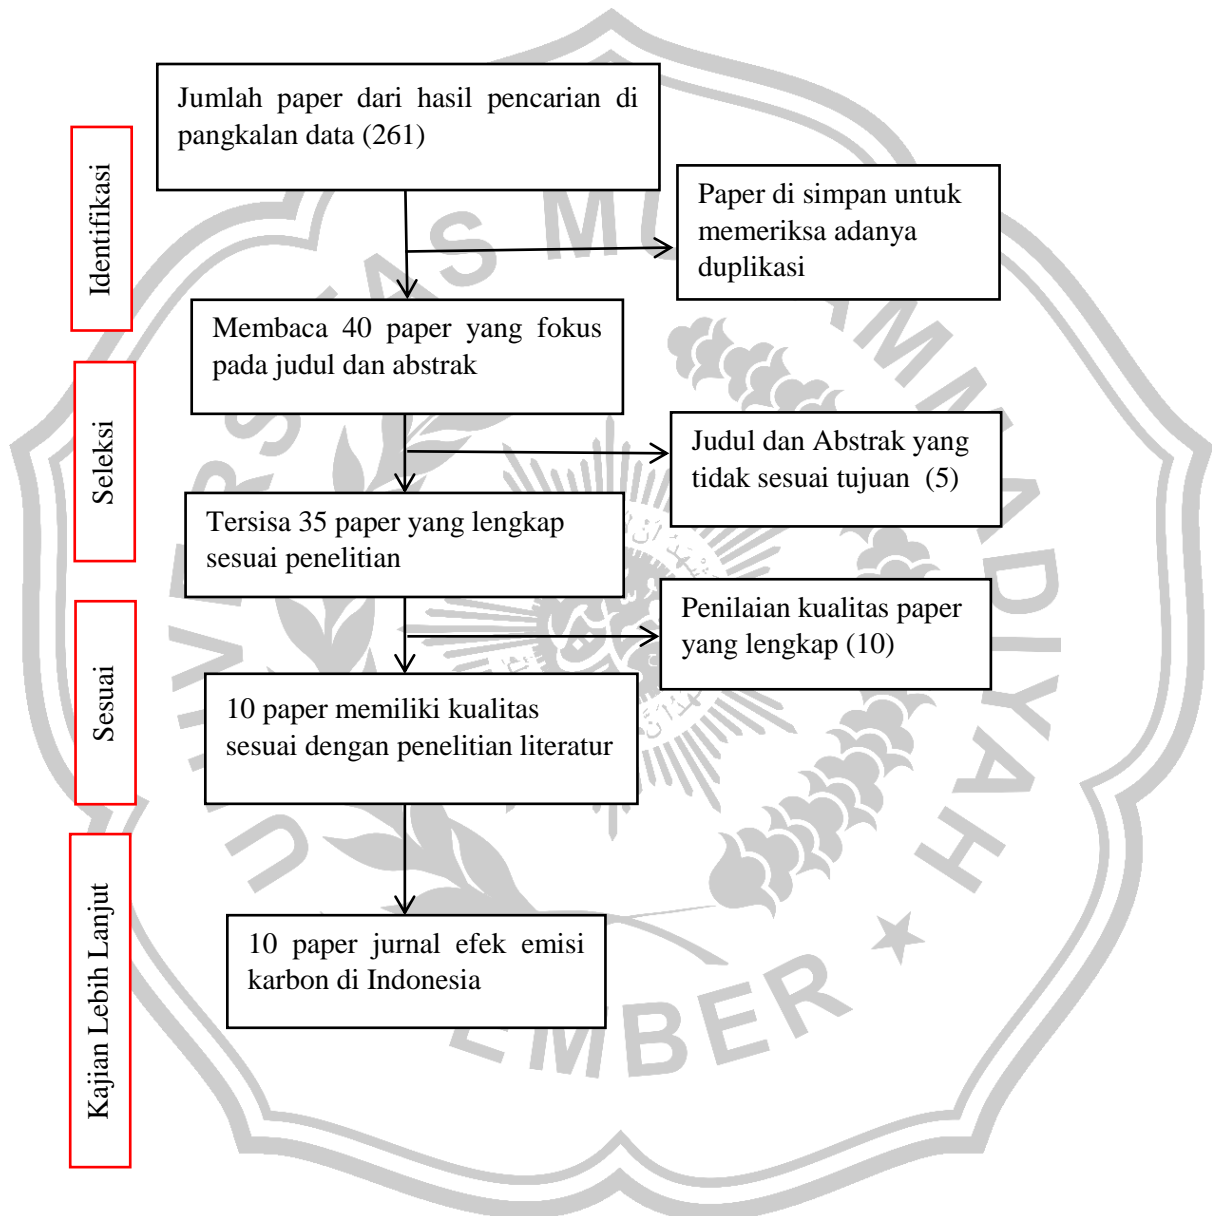 Jumlah paper dari hasil pencarian di
pangkalan data (261)
Identifikasi
Paper di simpan untuk
memeriksa adanya
duplikasi
Membaca 40 paper yang fokus
pada judul dan abstrak
Seleksi
Judul dan Abstrak yang
tidak sesuai tujuan (5)
Tersisa 35 paper yang lengkap
sesuai penelitian
Sesuai
Penilaian kualitas paper
yang lengkap (10)
10 paper memiliki kualitas
sesuai dengan penelitian literatur
Kajian Lebih Lanjut
10 paper jurnal efek emisi
karbon di Indonesia